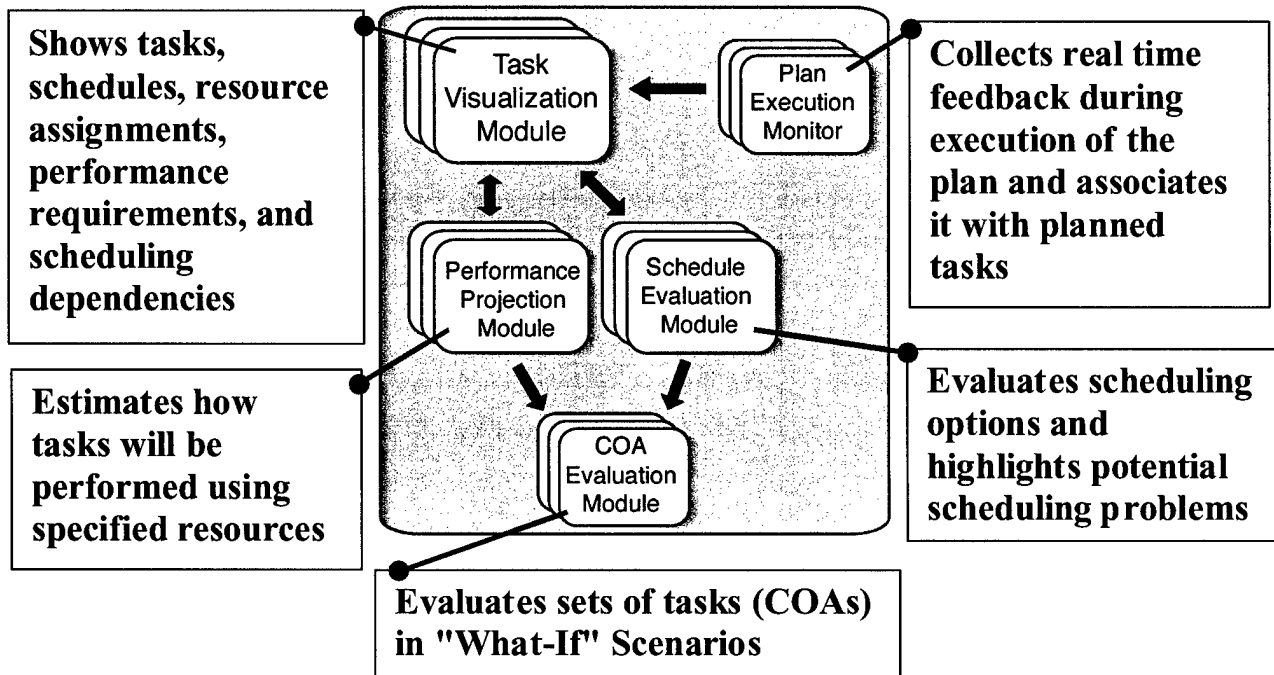 Shows tasks,
schedules, resource
assignments,
performance
requirements, and
scheduling
dependencies
Task
Visualization
Module
Plan
Execution
Monitor
Collects real time
feedback during
execution of the
plan and associates
it with planned
tasks
Performance
Projection
Module
Schedule
Evaluation
Module
Estimates how
tasks will be
performed using
specified resources
COA
Evaluation
Module
Evaluates scheduling
options and
highlights potential
scheduling problems
Evaluates sets of tasks (COAs)
in "What-If" Scenarios